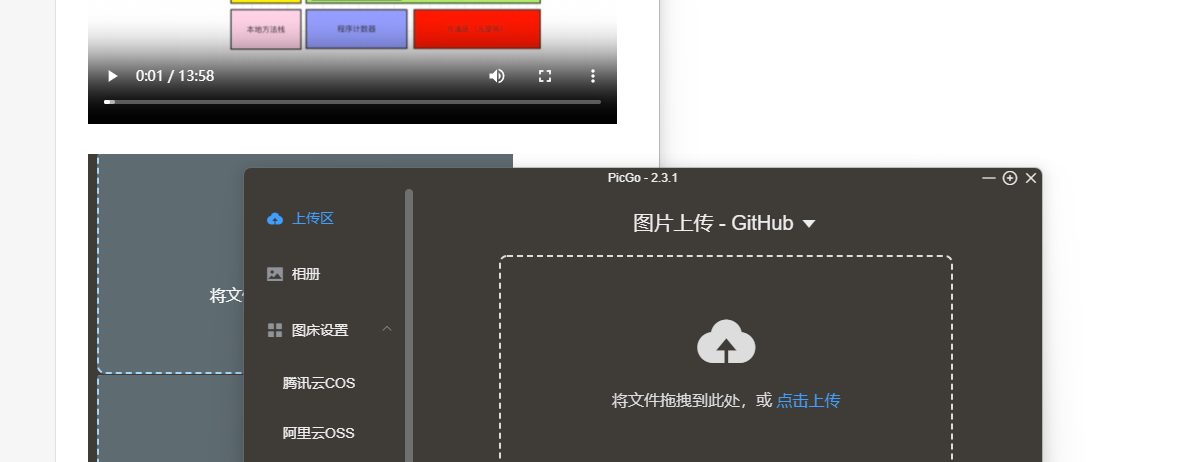 本地方法栈
程序计数器
0:01 / 13:58
PicGo - 2.3.1
上传区
图片上传 - GitHub
相册
将文
图床设置
腾讯云COS
将文件拖拽到此处，或 点击上传
阿里云OSS